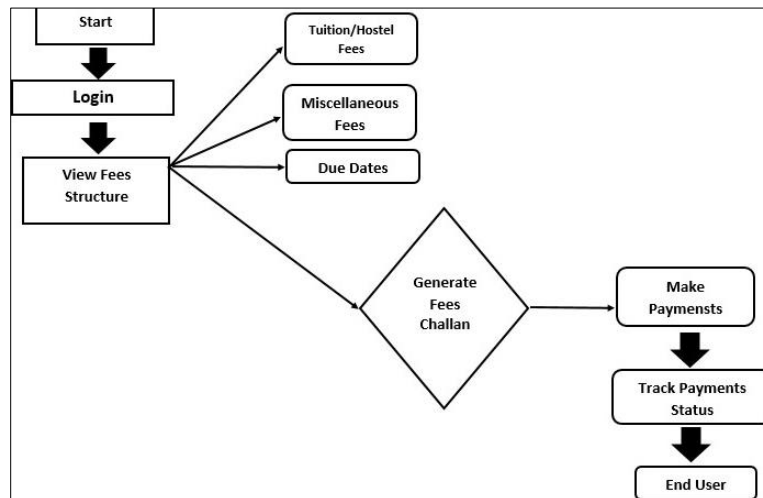 Start
Login
View Fees
Structure
Tuition/Hostel
Fees
Miscellaneous
Fees
Due Dates
Generate
Fees
Challan
Make
Paymensts
Track Payments
Status
End User